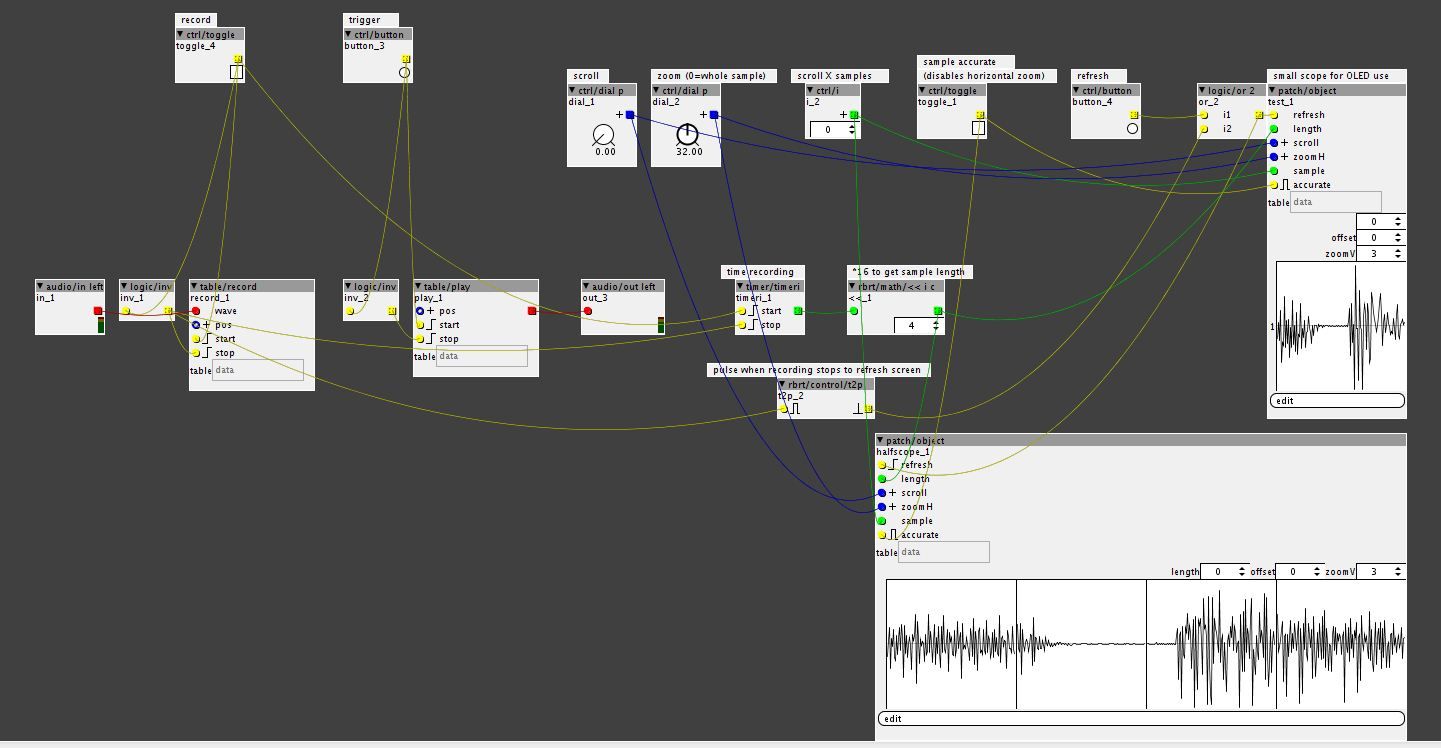 record
ctrl/toggle
toggle_4
trigger
ctrl/button
button_3
scroll
ctrl/dial p
dial_1
+
0.00
zoom (0=whole sample)
ctrl/dial p
dial_2
+
32.00
scroll X samples
ctrl/i
i_2
+
0
sample accurate
(disables horizontal zoom)
ctrl/toggle
toggle_1
refresh
ctrl/button
button_4
logic/or 2
or_2
i1
i2
small scope for OLED use
patch/object
test_1
refresh
length
+ scroll
+ zoomH
sample
accurate
table data
0
offset 0
zoomV 3
1
edit
audio/in left
in_1
logic/inv
inv_1
table/record
record_1
wave
+ pos
start
stop
table data
logic/inv
inv_2
table/play
play_1
+ pos
start
stop
table data
audio/out left
out_3
time recording
timer/timeri
timeri_1
start
stop
*16 to get sample length
rbrt/math/<< i c
<<_1
4
pulse when recording stops to refresh screen
rbrt/control/t2p
t2p_2
patch/object
halfscope_1
refresh
length
+ scroll
+ zoomH
sample
accurate
table data
length 0 offset 0 zoomV 3
edit